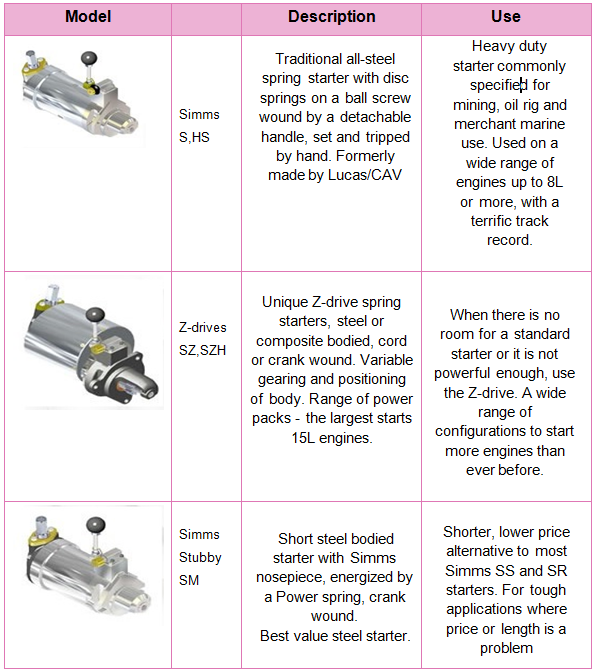 Model
Description
Use
Simms
S,HS
Traditional all-steel
spring starter with disc
springs on a ball screw
wound by a detachable
handle, set and tripped
by hand. Formerly
made by Lucas/CAV
Heavy duty
starter commonly
specified for
mining, oil rig and
merchant marine
use. Used on a
wide range of
engines up to 8L
or more, with a
terrific track
record.
Z-drives
SZ,SZH
Unique Z-drive spring
starters, steel or
composite bodied, cord
or crank wound. Variable
gearing and positioning
of body. Range of power
packs - the largest starts
15L engines.
When there is no
room for a standard
starter or it is not
powerful enough, use
the Z-drive. A wide
range of
configurations to start
more engines than
ever before.
Simms
Stubby
SM
Short steel bodied
starter with Simms
nosepiece, energized by
a Power spring, crank
wound.
Best value steel starter.
Shorter, lower price
alternative to most
Simms SS and SR
starters. For tough
applications where
price or length is a
problem